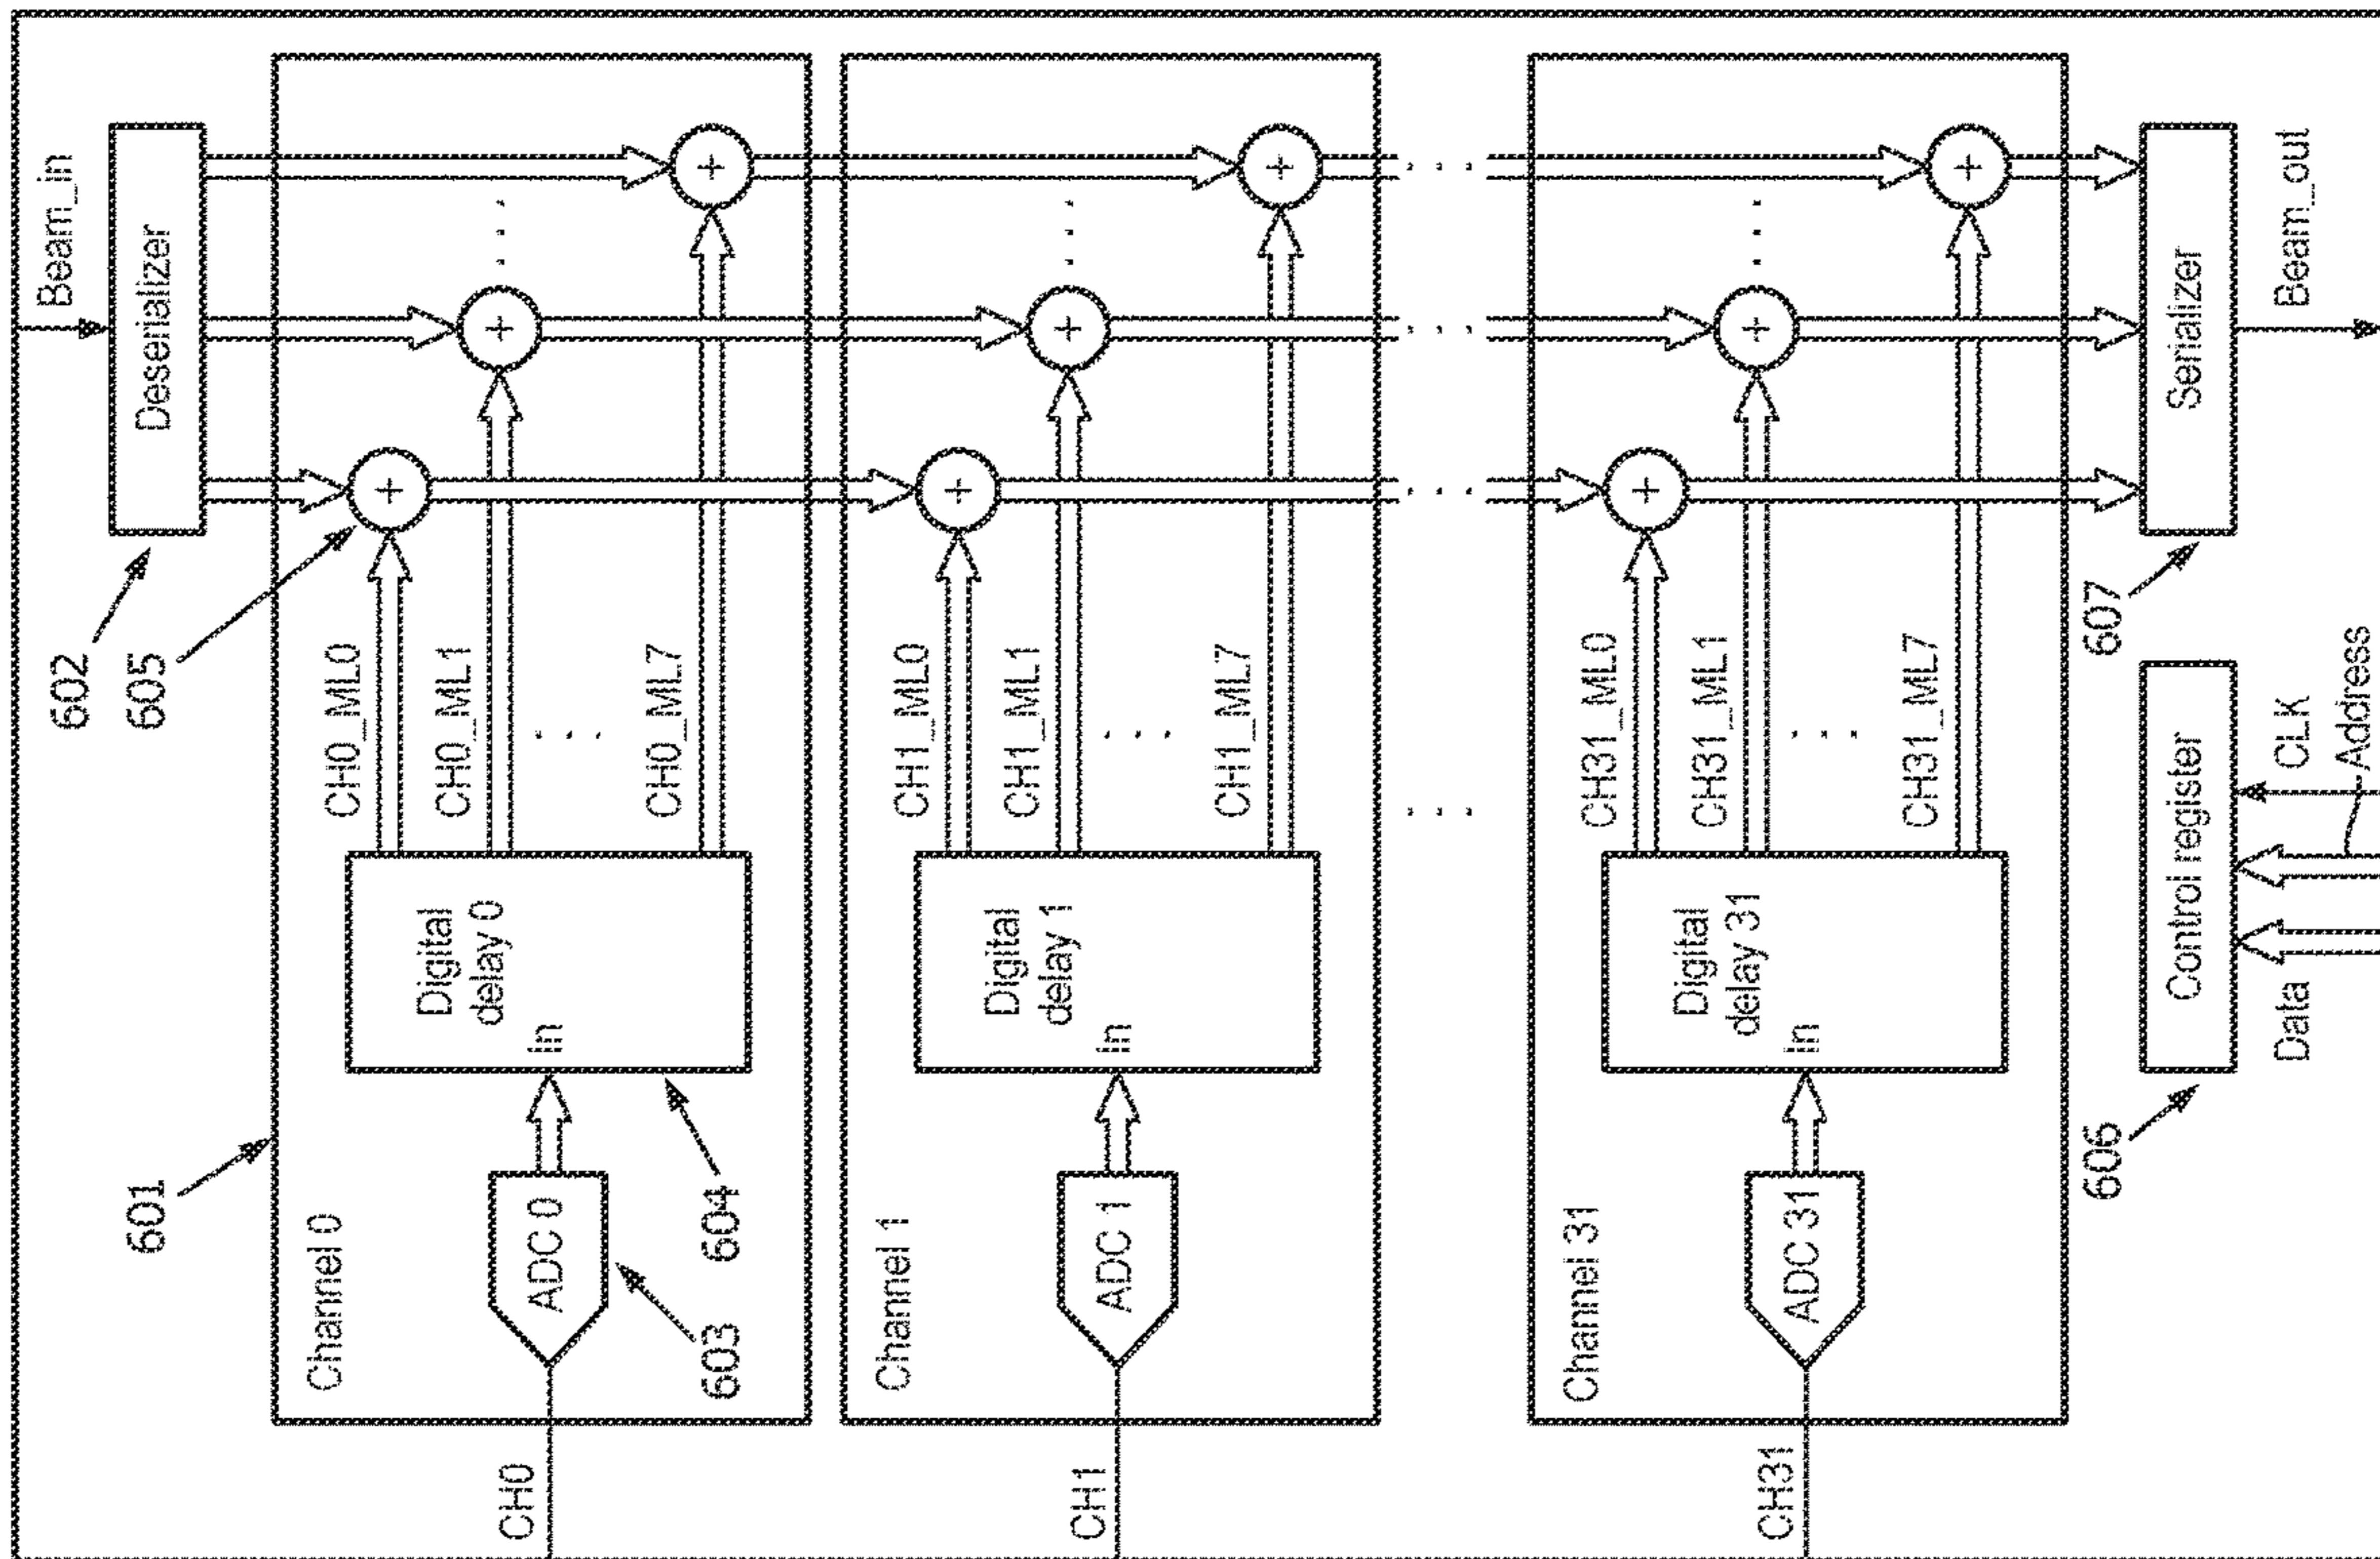 Beam_in
Deserializer
602
605
601
Channel 0
CH0
ADC 0
603
In
Digital
delay 0
604
CH0_ML0
CH0_ML1
. . .
CH0_ML7
+
+
. . .
+
Channel 1
CH1
ADC 1
In
Digital
delay 1
CH1_ML0
CH1_ML1
. . .
CH1_ML7
+
+
. . .
+
. . .
. . .
. . .
. . .
Channel 31
CH31
ADC 31
In
Digital
delay 31
CH31_ML0
CH31_ML1
. . .
CH31_ML7
+
+
. . .
+
606
Control register
Data
CLK
Address
607
Serializer
Beam_out